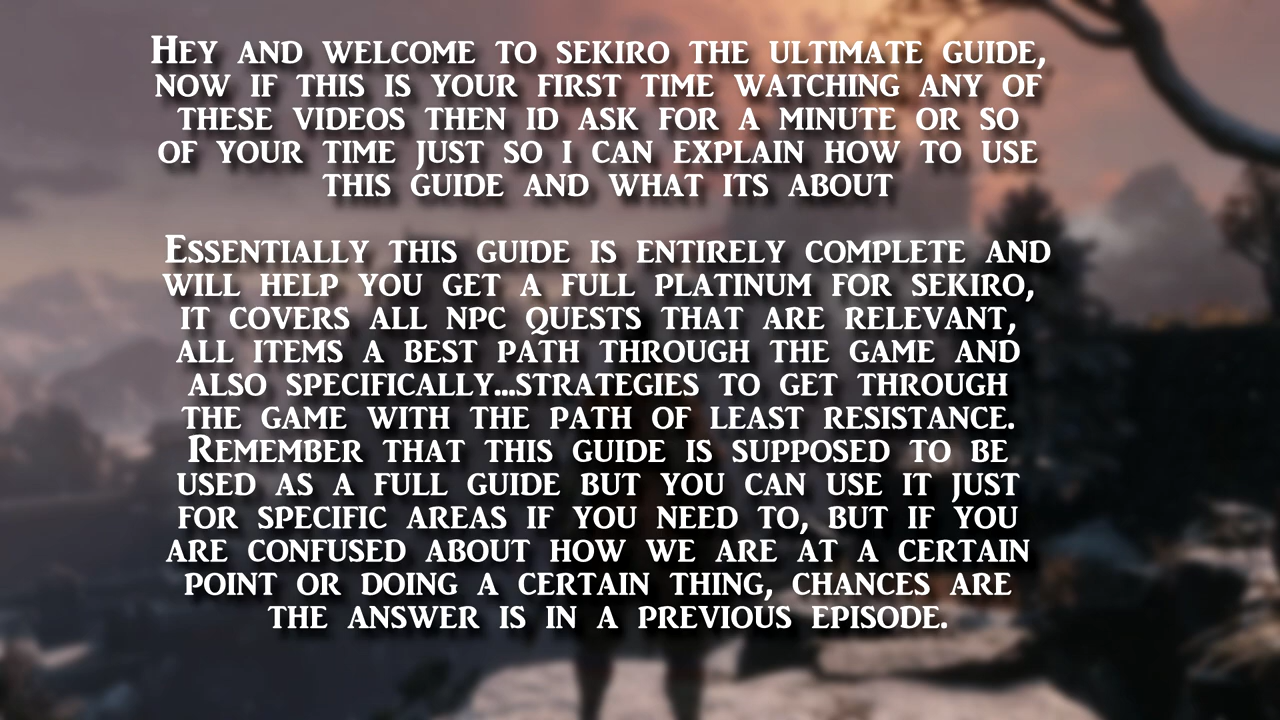 Hey and welcome to sekiro the ultimate guide,
now if this is your first time watching any of
these videos then id ask for a minute or so
of your time just so i can explain how to use
this guide and what its about
Essentially this guide is entirely complete and
will help you get a full platinum for sekiro,
it covers all npc quests that are relevant,
all items a best path through the game and
also specifically...strategies to get through
the game with the path of least resistance.
Remember that this guide is supposed to be
used as a full guide but you can use it just
for specific areas if you need to, but if you
are confused about how we are at a certain
point or doing a certain thing, chances are
the answer is in a previous episode.